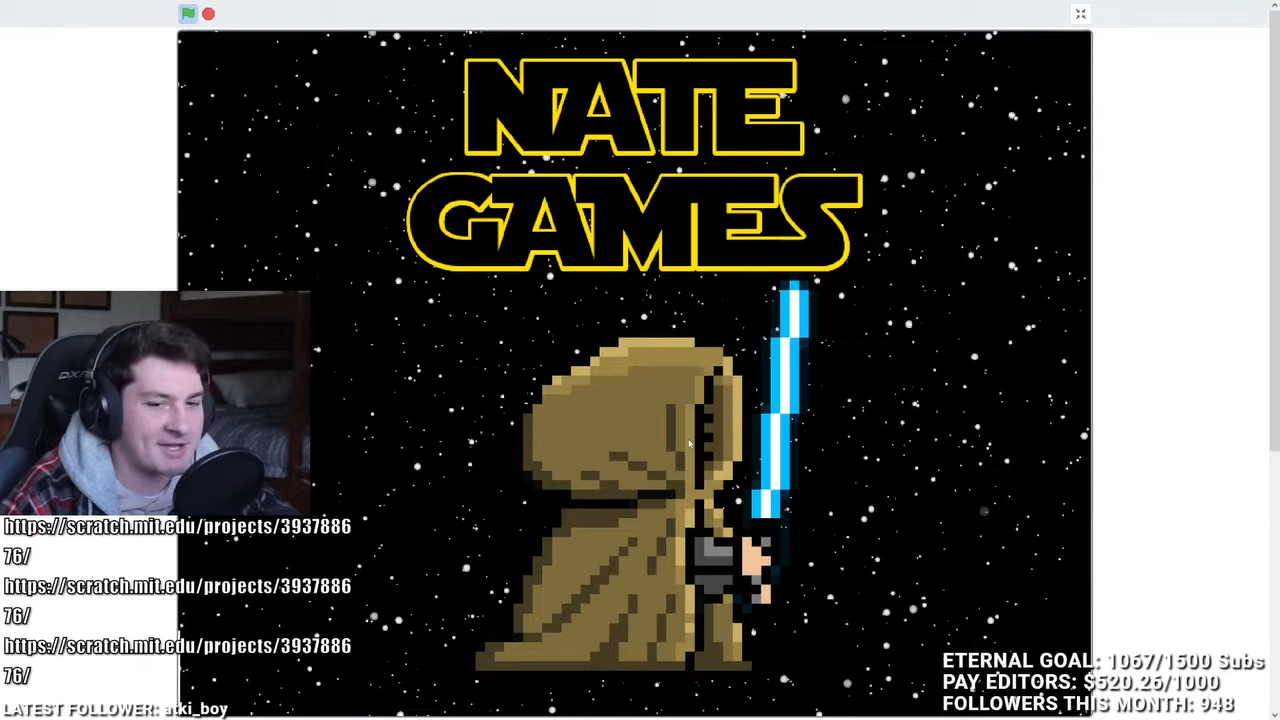 NATE
GAMES
DX
https://scratch.mit.edu/projects/3937886
76/
https://scratch.mit.edu/projects/3937886
76/
https://scratch.mit.edu/projects/3937886
76/
LATEST FOLLOWER: atki_boy
ETERNAL GOAL: 1067/1500 Subs
PAY EDITORS: $520.26/1000
FOLLOWERS THIS MONTH: 948